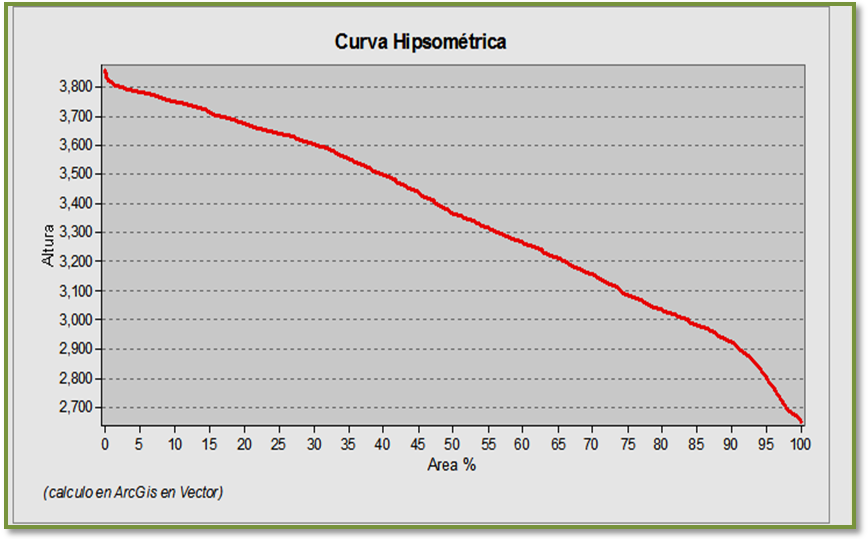 Curva Hipsométrica
3,800
3,700
3,600
3,500
3,400
3,300
3,200
3,100
3,000
2,900
2,800
2,700
Altura
0 5 10 15 20 25 30 35 40 45 50 55 60 65 70 75 80 85 90 95 100
Area %
(calculo en ArcGis en Vector)